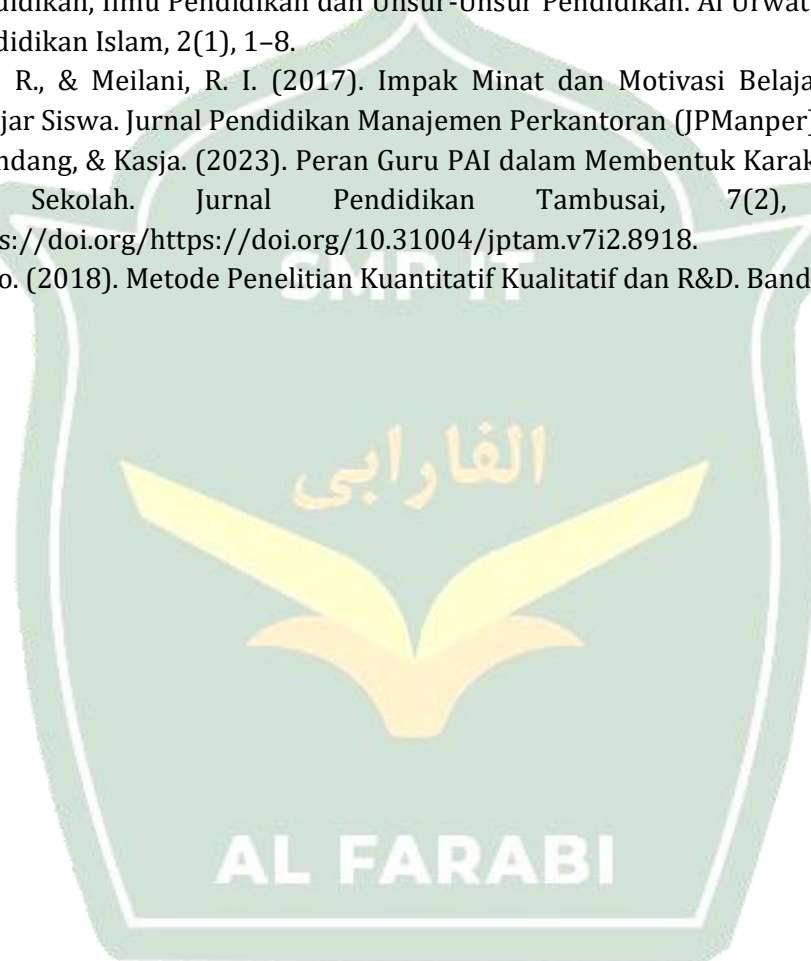 didikan, Ilmu Pendidikan dan Unsur-Unsur Pendidikan. Al Urwat
didikan Islam, 2(1), 1–8.
R., & Meilani, R. I. (2017). Impak Minat dan Motivasi Belaja
jar Siswa. Jurnal Pendidikan Manajemen Perkantoran (JPManper)
ndang, & Kasja. (2023). Peran Guru PAI dalam Membentuk Karak
Sekolah. Jurnal Pendidikan Tambusai, 7(2),
s://doi.org/https://doi.org/10.31004/jptam.v7i2.8918.
o. (2018). Metode Penelitian Kuantitatif Kualitatif dan R&D. Band
SMP IT
الفارابي
AL FARABI